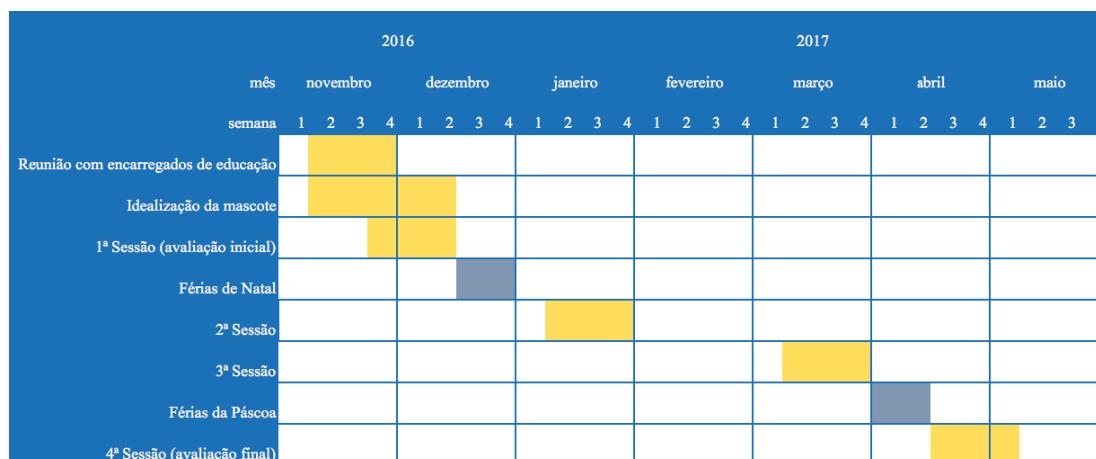 2016 2017
mês novembro dezembro janeiro fevereiro março abril maio
semana 1 2 3 4 1 2 3 4 1 2 3 4 1 2 3 4 1 2 3 4 1 2 3 4 1 2 3
Reunião com encarregados de educação
Idealização da mascote
1ª Sessão (avaliação inicial)
Férias de Natal
2ª Sessão
3ª Sessão
Férias da Páscoa
4ª Sessão (avaliação final)